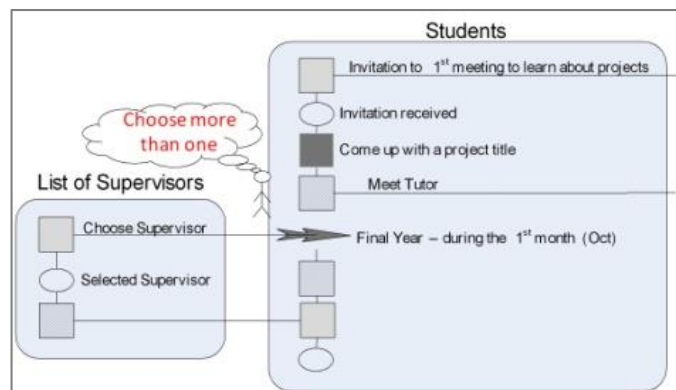 Students
Invitation to 1st meeting to learn about projects
Invitation received
Choose more
than one
Come up with a project title
List of Supervisors
Meet Tutor
Choose Supervisor
Final Year – during the 1st month (Oct)
Selected Supervisor